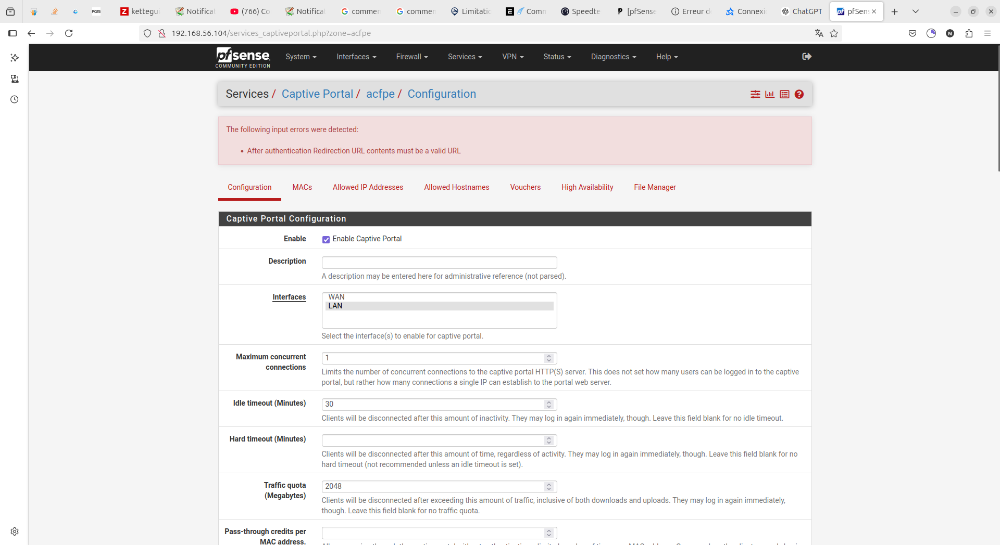 PC25
Z kettegui
Notificat
(766) Co
Notificat
commen
commen
Limitatio
Comm
Speedte
[pfSense
Erreur d
Connexi
ChatGPT
pfSens
192.168.56.104/services_captiveportal.php?zone=acfpe
pfsense
COMMUNITY EDITION
System
Interfaces
Firewall
Services
VPN
Status
Diagnostics
Help
Services / Captive Portal / acfpe / Configuration
The following input errors were detected:
• After authentication Redirection URL contents must be a valid URL
Configuration
MACs
Allowed IP Addresses
Allowed Hostnames
Vouchers
High Availability
File Manager
Captive Portal Configuration
Enable
Enable Captive Portal
Description
A description may be entered here for administrative reference (not parsed).
Interfaces
WAN
LAN
Select the interface(s) to enable for captive portal.
Maximum concurrent
connections
1
Limits the number of concurrent connections to the captive portal HTTP(S) server. This does not set how many users can be logged in to the captive
portal, but rather how many connections a single IP can establish to the portal web server.
Idle timeout (Minutes)
30
Clients will be disconnected after this amount of inactivity. They may log in again immediately, though. Leave this field blank for no idle timeout.
Hard timeout (Minutes)
Clients will be disconnected after this amount of time, regardless of activity. They may log in again immediately, though. Leave this field blank for no
hard timeout (not recommended unless an idle timeout is set).
Traffic quota
(Megabytes)
2048
Clients will be disconnected after exceeding this amount of traffic, inclusive of both downloads and uploads. They may log in again immediately,
though. Leave this field blank for no traffic quota.
Pass-through credits per
MAC address.